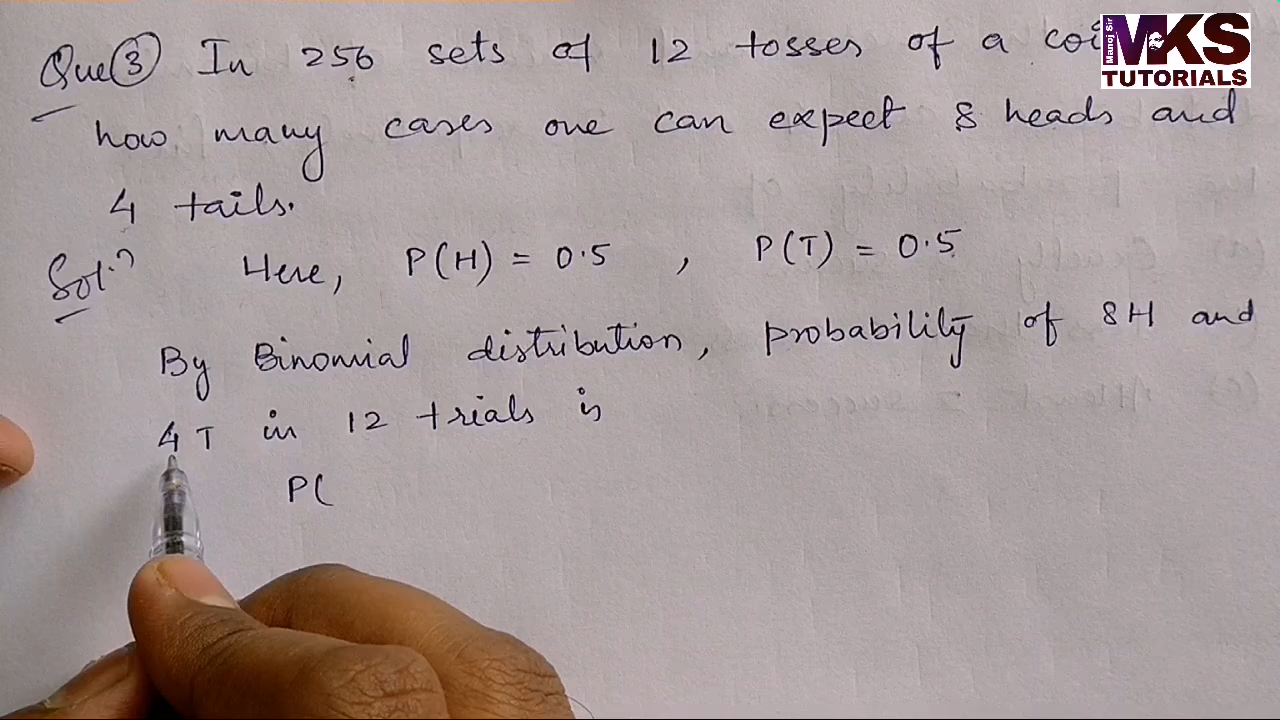 Que ③ In 256 sets of 12 tosses of a coi
how many cases one can expect 8 heads and
4 tails.
Sol.ⁿ Here, P(H) = 0.5 , P(T) = 0.5
By Binomial distribution, probability of 8H and
4T in 12 trials is
P(
Manoj Sir
MKS
TUTORIALS